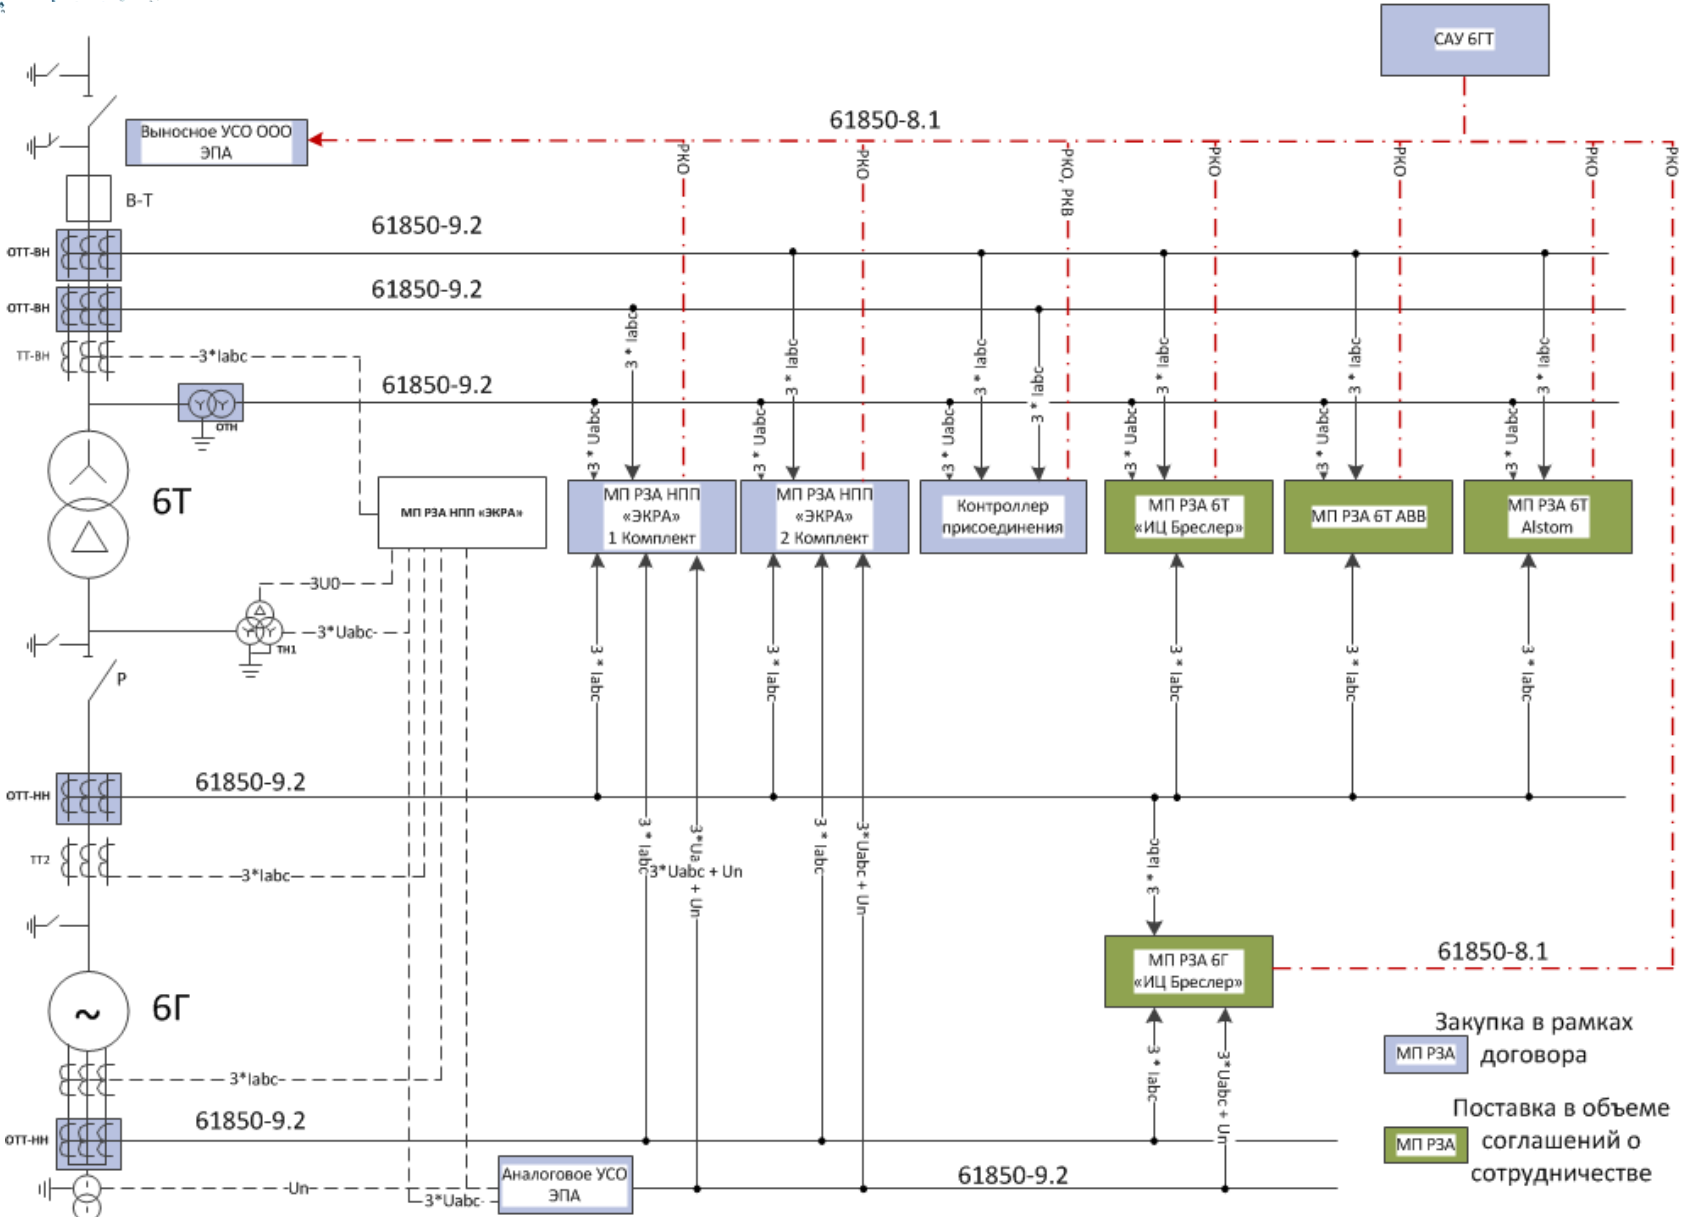 САУ 6ГТ
61850-8.1
Выносное УСО ООО
ЭПА
РКО
РКО
РКО, РКВ
РКО
РКО
РКО
РКО
В-Т
61850-9.2
ОТТ-ВН
61850-9.2
ОТТ-ВН
ТТ-ВН
3*Iabc
61850-9.2
ОТН
3 * Iabc
3 * Iabc
3 * Iabc
3 * Iabc
3 * Iabc
3 * Iabc
3 * Iabc
3 * Uabc
3 * Uabc
3 * Uabc
3 * Uabc
3 * Uabc
3 * Uabc
6Т
МП РЗА НПП «ЭКРА»
МП РЗА НПП
«ЭКРА»
1 Комплект
МП РЗА НПП
«ЭКРА»
2 Комплект
Контроллер
присоединения
МП РЗА 6Т
«ИЦ Бреслер»
МП РЗА 6Т ABB
МП РЗА 6Т
Alstom
3U0
3*Uabc
ТН1
Р
3 * Iabc
3 * Iabc
3 * Iabc
3 * Iabc
3 * Iabc
61850-9.2
ОТТ-НН
ТТ2
3*Iabc
3 * Iabc
3*Ua
+ Un
3*Uabc + Un
3 * Iabc
3*Uabc + Un
3 * Iabc
МП РЗА 6Г
«ИЦ Бреслер»
61850-8.1
6Г
~
3*Iabc
3 * Iabc
3*Uabc + Un
61850-9.2
ОТТ-НН
Un
3*Uabc
Аналоговое УСО
ЭПА
61850-9.2
Закупка в рамках
МП РЗА
договора
Поставка в объеме
МП РЗА
соглашений о
сотрудничестве